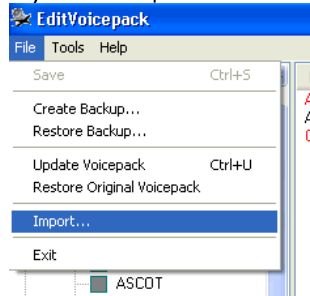 EditVoicepack
File Tools Help
Save Ctrl+S
Create Backup...
Restore Backup...
Update Voicepack Ctrl+U
Restore Original Voicepack
Import...
Exit
ASCOT